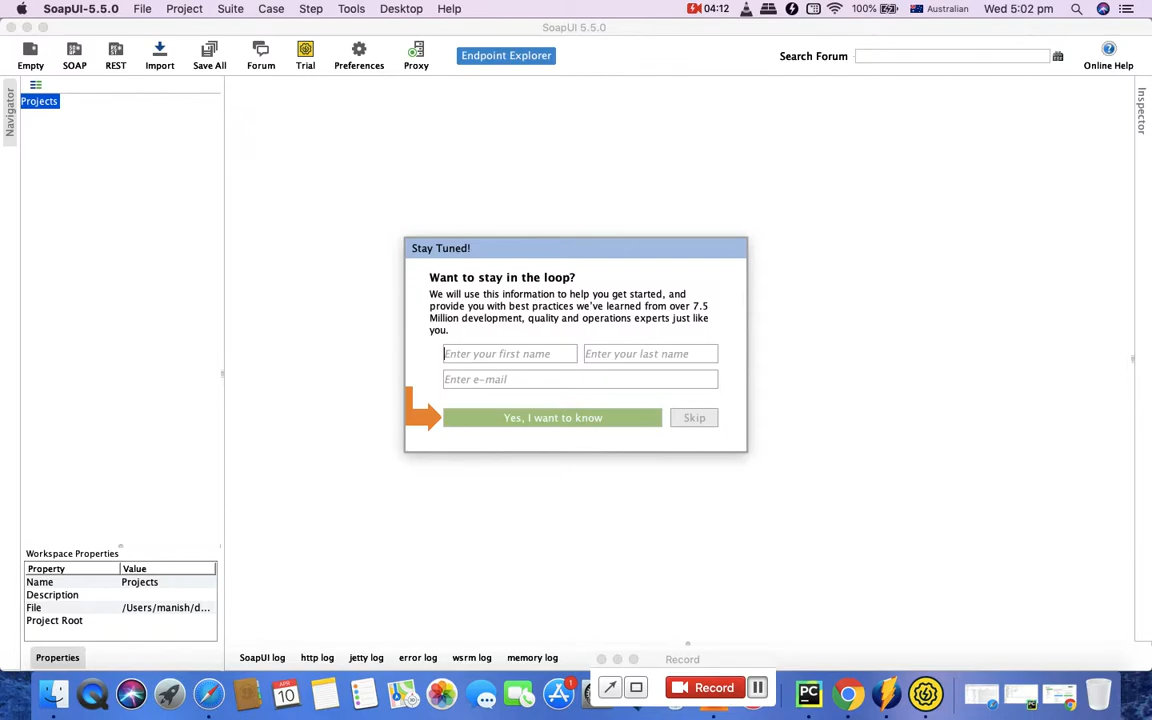 SoapUI-5.5.0 File Project Suite Case Step Tools Desktop Help 04:12 100% Australian Wed 5:02 pm
SoapUI 5.5.0
Empty SOAP REST Import Save All Forum Trial Preferences Proxy Endpoint Explorer Search Forum Online Help
Navigator
Projects
Inspector
Stay Tuned!
Want to stay in the loop?
We will use this information to help you get started, and
provide you with best practices we've learned from over 7.5
Million development, quality and operations experts just like
you.
Enter your first name Enter your last name
Enter e-mail
Yes, I want to know Skip
Workspace Properties
Property Value
Name Projects
Description
File /Users/manish/d...
Project Root
Properties SoapUI log http log jetty log error log wsrm log memory log
Record
APR
10
1
Record
PC